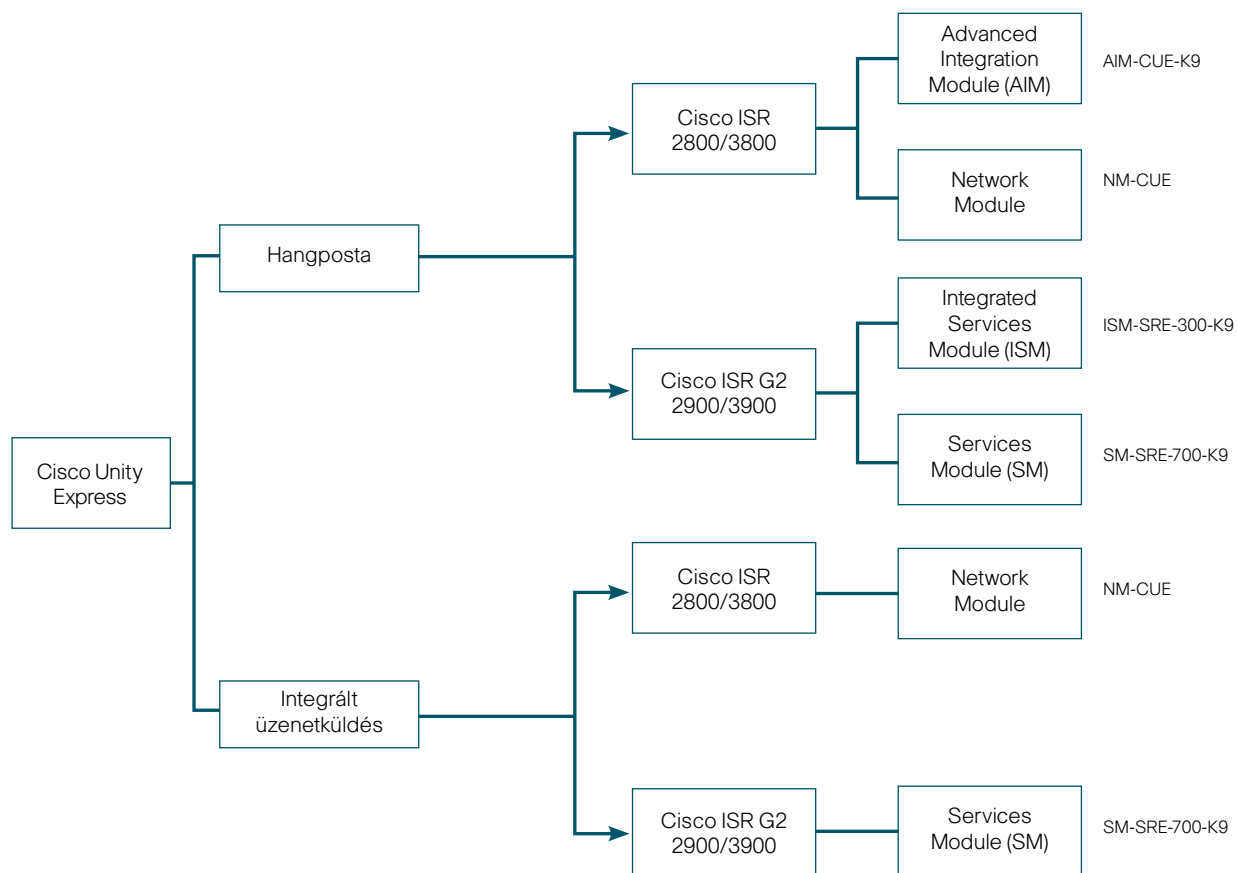 Cisco Unity
Express
Hangposta
Cisco ISR
2800/3800
Advanced
Integration
Module (AIM)
AIM-CUE-K9
Network
Module
NM-CUE
Cisco ISR G2
2900/3900
Integrated
Services
Module (ISM)
ISM-SRE-300-K9
Services
Module (SM)
SM-SRE-700-K9
Integrált
üzenetküldés
Cisco ISR
2800/3800
Network
Module
NM-CUE
Cisco ISR G2
2900/3900
Services
Module (SM)
SM-SRE-700-K9